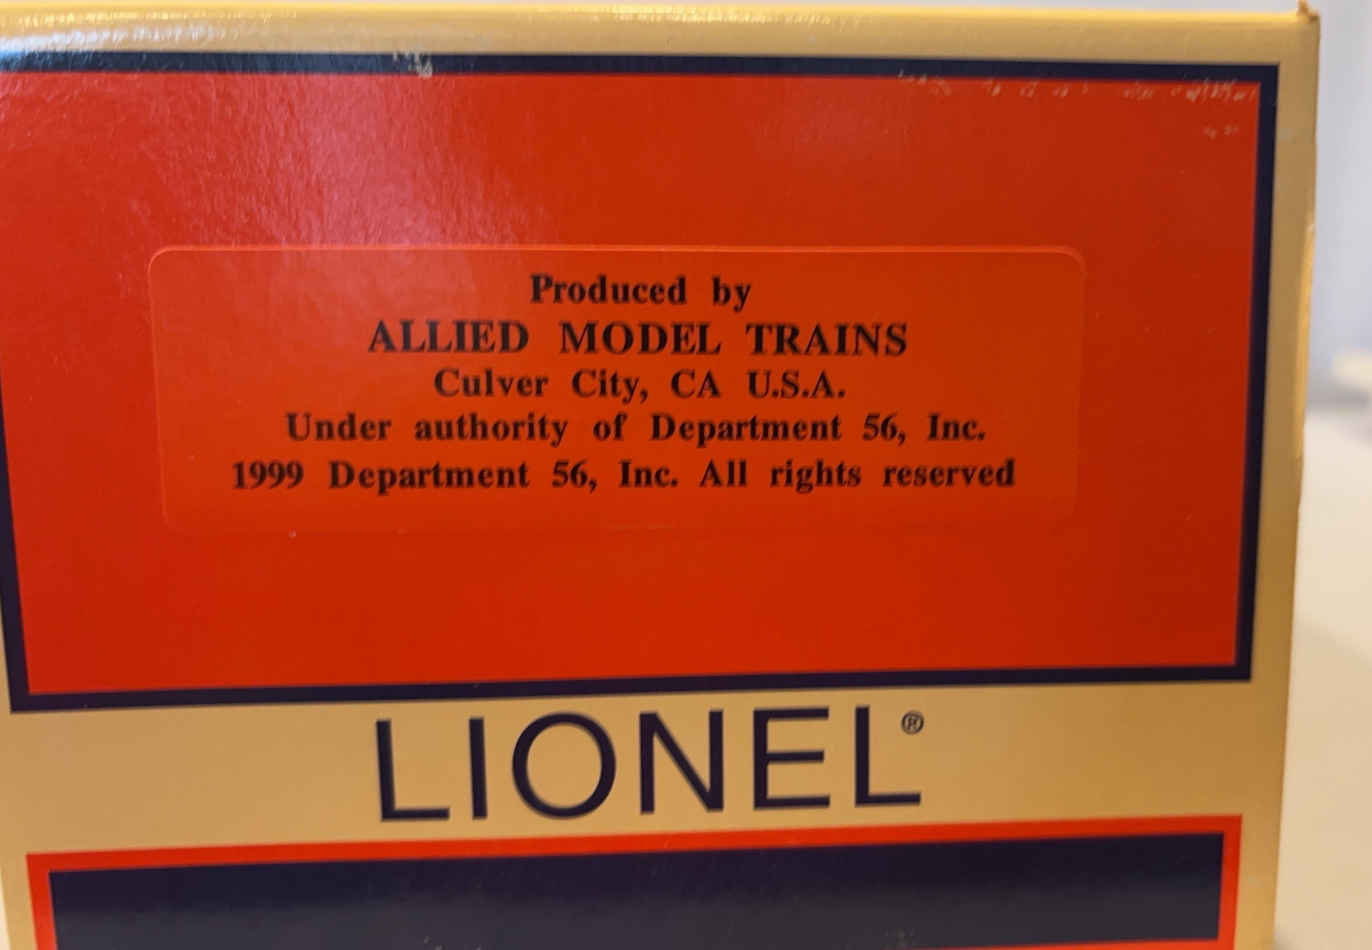 Produced by
ALLIED MODEL TRAINS
Culver City, CA U.S.A.
Under authority of Department 56, Inc.
1999 Department 56, Inc. All rights reserved
LIONEL®